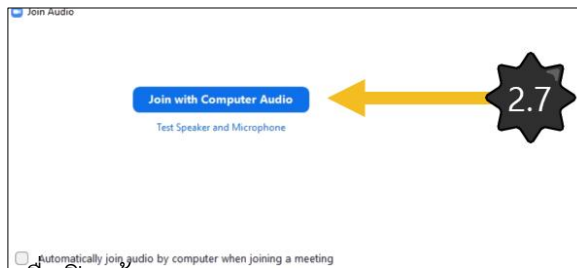 Join Audio
Join with Computer Audio
2.7
Test Speaker and Microphone
Automatically join audio by computer when joining a meeting